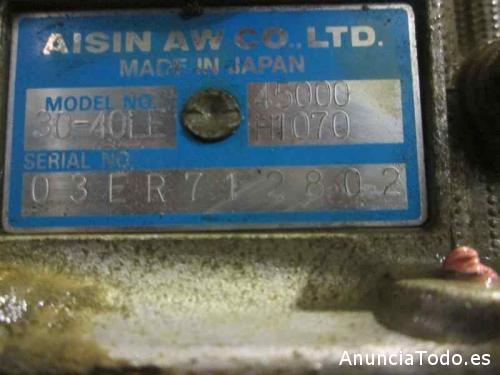 AISIN AW CO., LTD.
MADE IN JAPAN
MODEL NO. 45000
30-40LE H1070
SERIAL NO.
03ER712802
AnunciaTodo.es